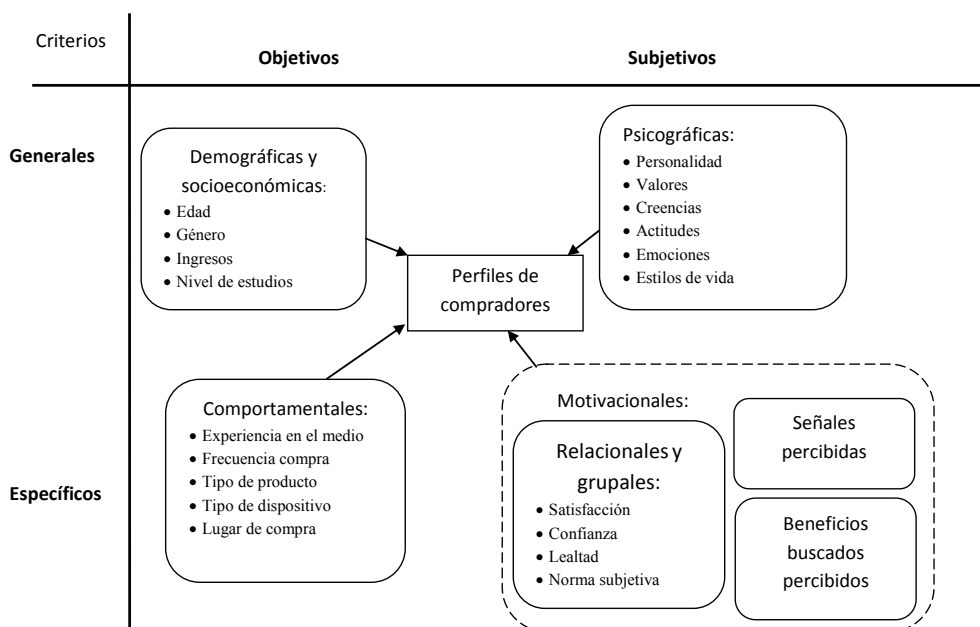 Criterios
Objetivos
Subjetivos
Generales
Demográficas y
socioeconómicas:
• Edad
• Género
• Ingresos
• Nivel de estudios
Psicográficas:
• Personalidad
• Valores
• Creencias
• Actitudes
• Emociones
• Estilos de vida
Perfiles de
compradores
Específicos
Comportamentales:
• Experiencia en el medio
• Frecuencia compra
• Tipo de producto
• Tipo de dispositivo
• Lugar de compra
Motivacionales:
Relacionales y
grupales:
• Satisfacción
• Confianza
• Lealtad
• Norma subjetiva
Señales
percibidas
Beneficios
buscados
percibidos